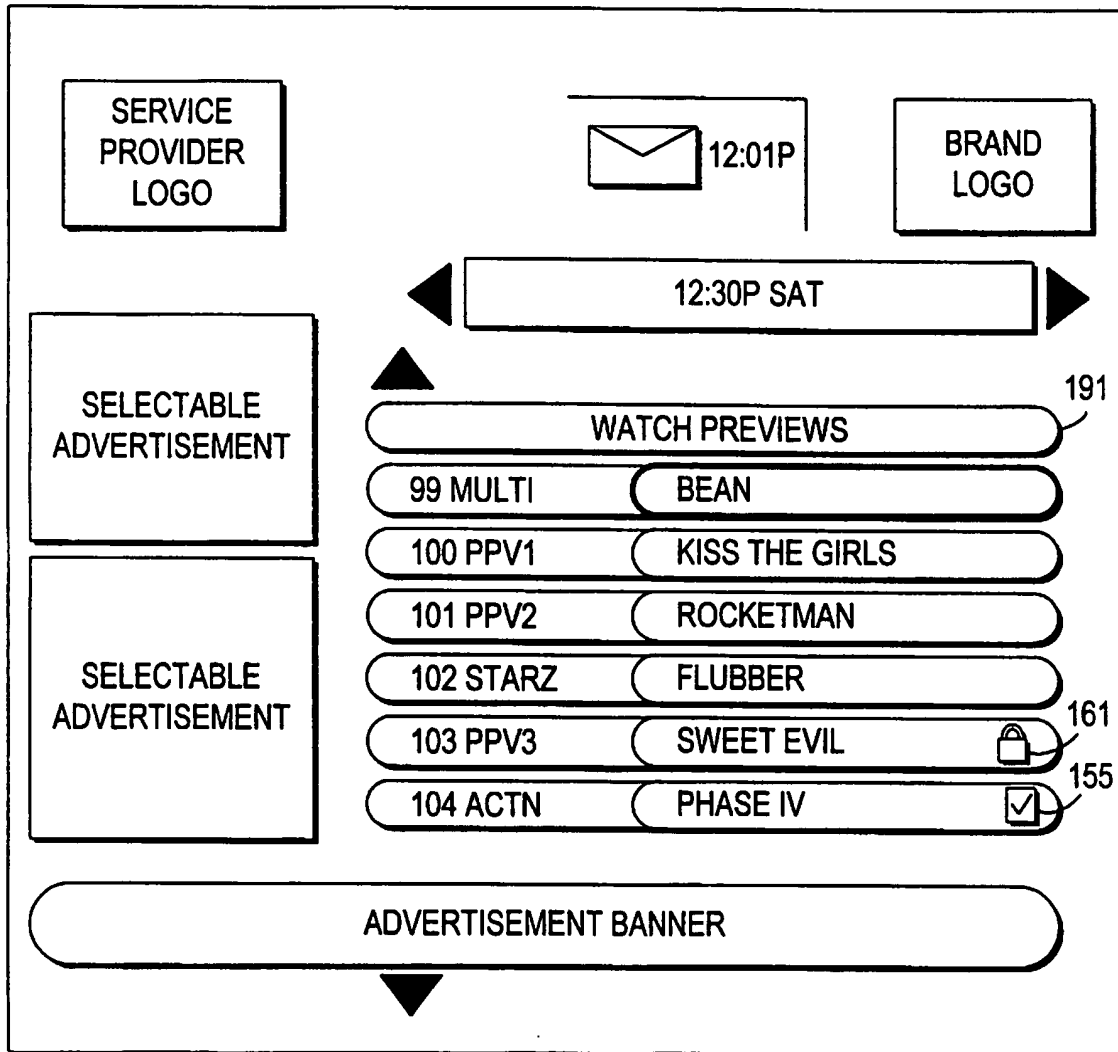 SERVICE
PROVIDER
LOGO
12:01P
BRAND
LOGO
12:30P SAT
SELECTABLE
ADVERTISEMENT
191
WATCH PREVIEWS
99 MULTI BEAN
100 PPV1 KISS THE GIRLS
101 PPV2 ROCKETMAN
102 STARZ FLUBBER
SELECTABLE
ADVERTISEMENT
161
103 PPV3 SWEET EVIL
155
104 ACTN PHASE IV
ADVERTISEMENT BANNER